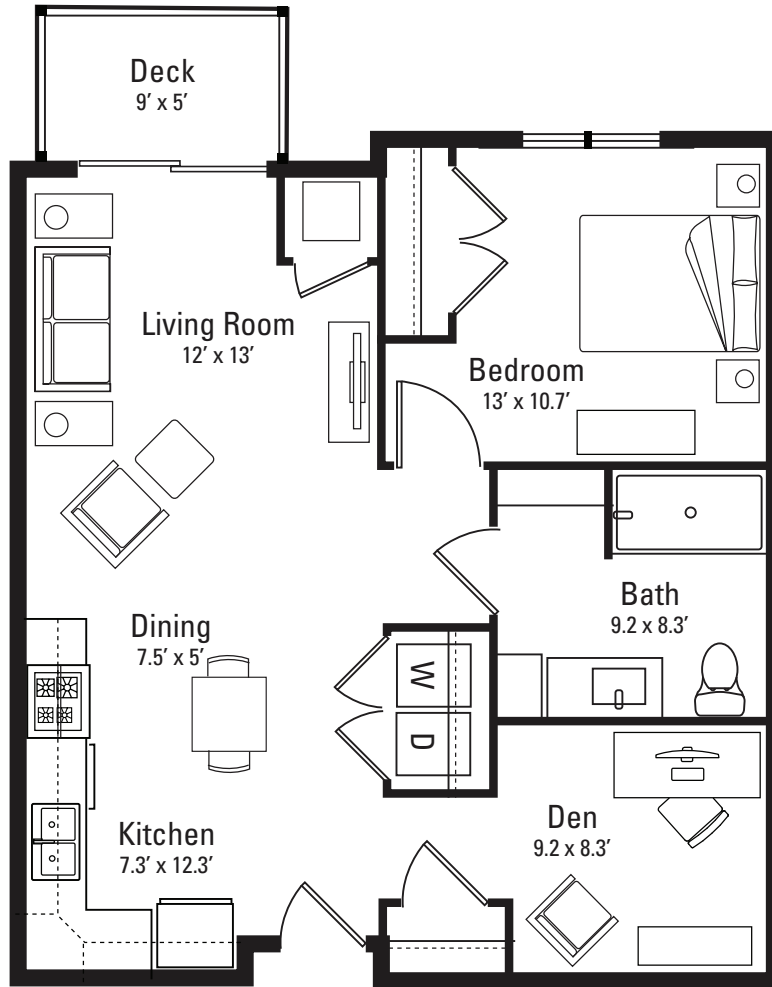 Deck
9′ x 5′
Living Room
12′ x 13′
Bedroom
13′ x 10.7′
Bath
9.2 x 8.3′
Dining
7.5′ x 5′
W
D
Kitchen
7.3′ x 12.3′
Den
9.2 x 8.3′